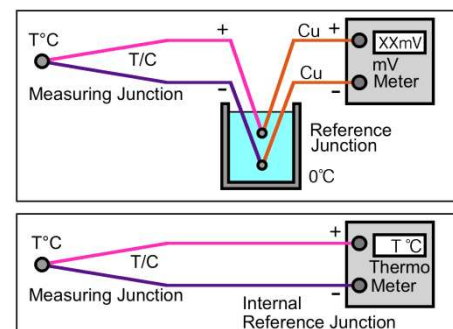 T°C
+
Cu
+
XXmV
T/C
Cu
mV
Meter
Measuring Junction
-
-
Reference
Junction
0°C
T°C
+
T °C
T/C
Thermo
Meter
Measuring Junction
-
Internal
Reference Junction